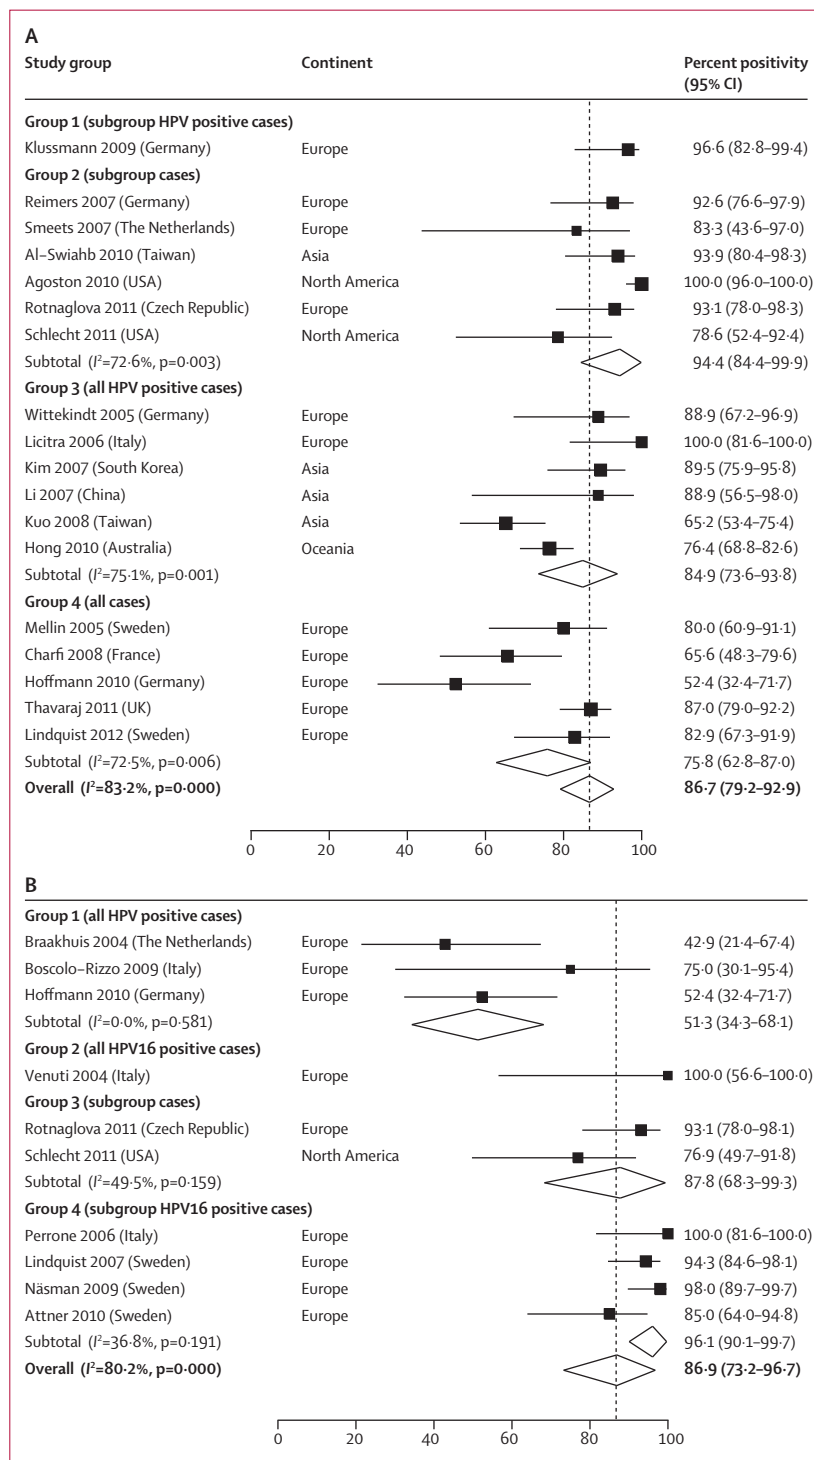 A
Study group Continent Percent positivity
(95% CI)
Group 1 (subgroup HPV positive cases)
Klussmann 2009 (Germany) Europe 96·6 (82·8–99·4)
Group 2 (subgroup cases)
Reimers 2007 (Germany) Europe 92·6 (76·6–97·9)
Smeets 2007 (The Netherlands) Europe 83·3 (43·6–97·0)
Al–Swiahb 2010 (Taiwan) Asia 93·9 (80·4–98·3)
Agoston 2010 (USA) North America 100·0 (96·0–100·0)
Rotnaglova 2011 (Czech Republic) Europe 93·1 (78·0–98·3)
Schlecht 2011 (USA) North America 78·6 (52·4–92·4)
Subtotal (I²=72·6%, p=0·003) 94·4 (84·4–99·9)
Group 3 (all HPV positive cases)
Wittekindt 2005 (Germany) Europe 88·9 (67·2–96·9)
Licitra 2006 (Italy) Europe 100·0 (81·6–100·0)
Kim 2007 (South Korea) Asia 89·5 (75·9–95·8)
Li 2007 (China) Asia 88·9 (56·5–98·0)
Kuo 2008 (Taiwan) Asia 65·2 (53·4–75·4)
Hong 2010 (Australia) Oceania 76·4 (68·8–82·6)
Subtotal (I²=75·1%, p=0·001) 84·9 (73·6–93·8)
Group 4 (all cases)
Mellin 2005 (Sweden) Europe 80·0 (60·9–91·1)
Charfi 2008 (France) Europe 65·6 (48·3–79·6)
Hoffmann 2010 (Germany) Europe 52·4 (32·4–71·7)
Thavaraj 2011 (UK) Europe 87·0 (79·0–92·2)
Lindquist 2012 (Sweden) Europe 82·9 (67·3–91·9)
Subtotal (I²=72·5%, p=0·006) 75·8 (62·8–87·0)
Overall (I²=83·2%, p=0·000) 86·7 (79·2–92·9)
0 20 40 60 80 100
B
Group 1 (all HPV positive cases)
Braakhuis 2004 (The Netherlands) Europe 42·9 (21·4–67·4)
Boscolo–Rizzo 2009 (Italy) Europe 75·0 (30·1–95·4)
Hoffmann 2010 (Germany) Europe 52·4 (32·4–71·7)
Subtotal (I²=0·0%, p=0·581) 51·3 (34·3–68·1)
Group 2 (all HPV16 positive cases)
Venuti 2004 (Italy) Europe 100·0 (56·6–100·0)
Group 3 (subgroup cases)
Rotnaglova 2011 (Czech Republic) Europe 93·1 (78·0–98·1)
Schlecht 2011 (USA) North America 76·9 (49·7–91·8)
Subtotal (I²=49·5%, p=0·159) 87·8 (68·3–99·3)
Group 4 (subgroup HPV16 positive cases)
Perrone 2006 (Italy) Europe 100·0 (81·6–100·0)
Lindquist 2007 (Sweden) Europe 94·3 (84·6–98·1)
Näsman 2009 (Sweden) Europe 98·0 (89·7–99·7)
Attner 2010 (Sweden) Europe 85·0 (64·0–94·8)
Subtotal (I²=36·8%, p=0·191) 96·1 (90·1–99·7)
Overall (I²=80·2%, p=0·000) 86·9 (73·2–96·7)
0 20 40 60 80 100